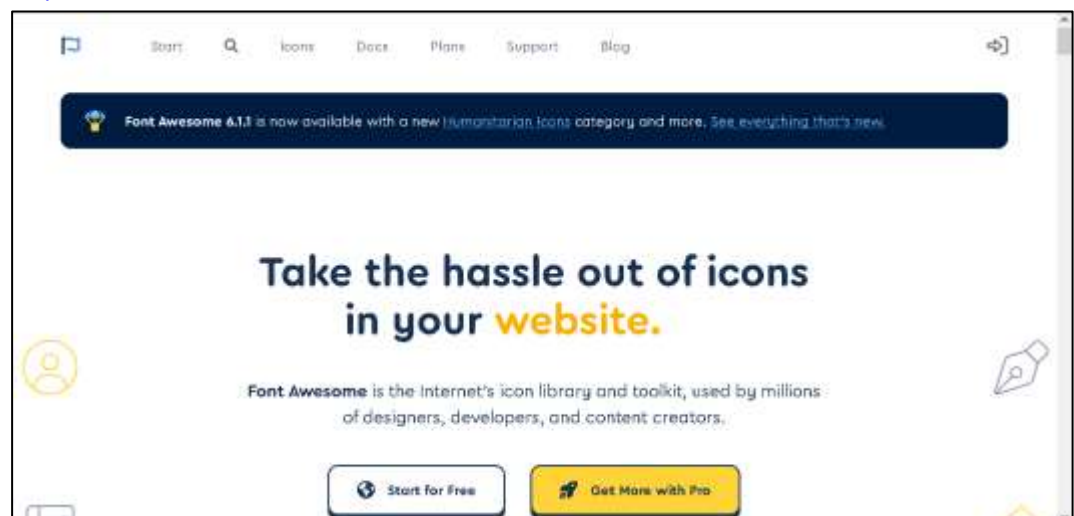 Start Icons Docs Plans Support Blog
Font Awesome 6.1.1 is now available with a new Humanitarian Icons category and more. See everything that's new.
Take the hassle out of icons
in your website.
Font Awesome is the Internet's icon library and toolkit, used by millions
of designers, developers, and content creators.
Start for Free Get More with Pro